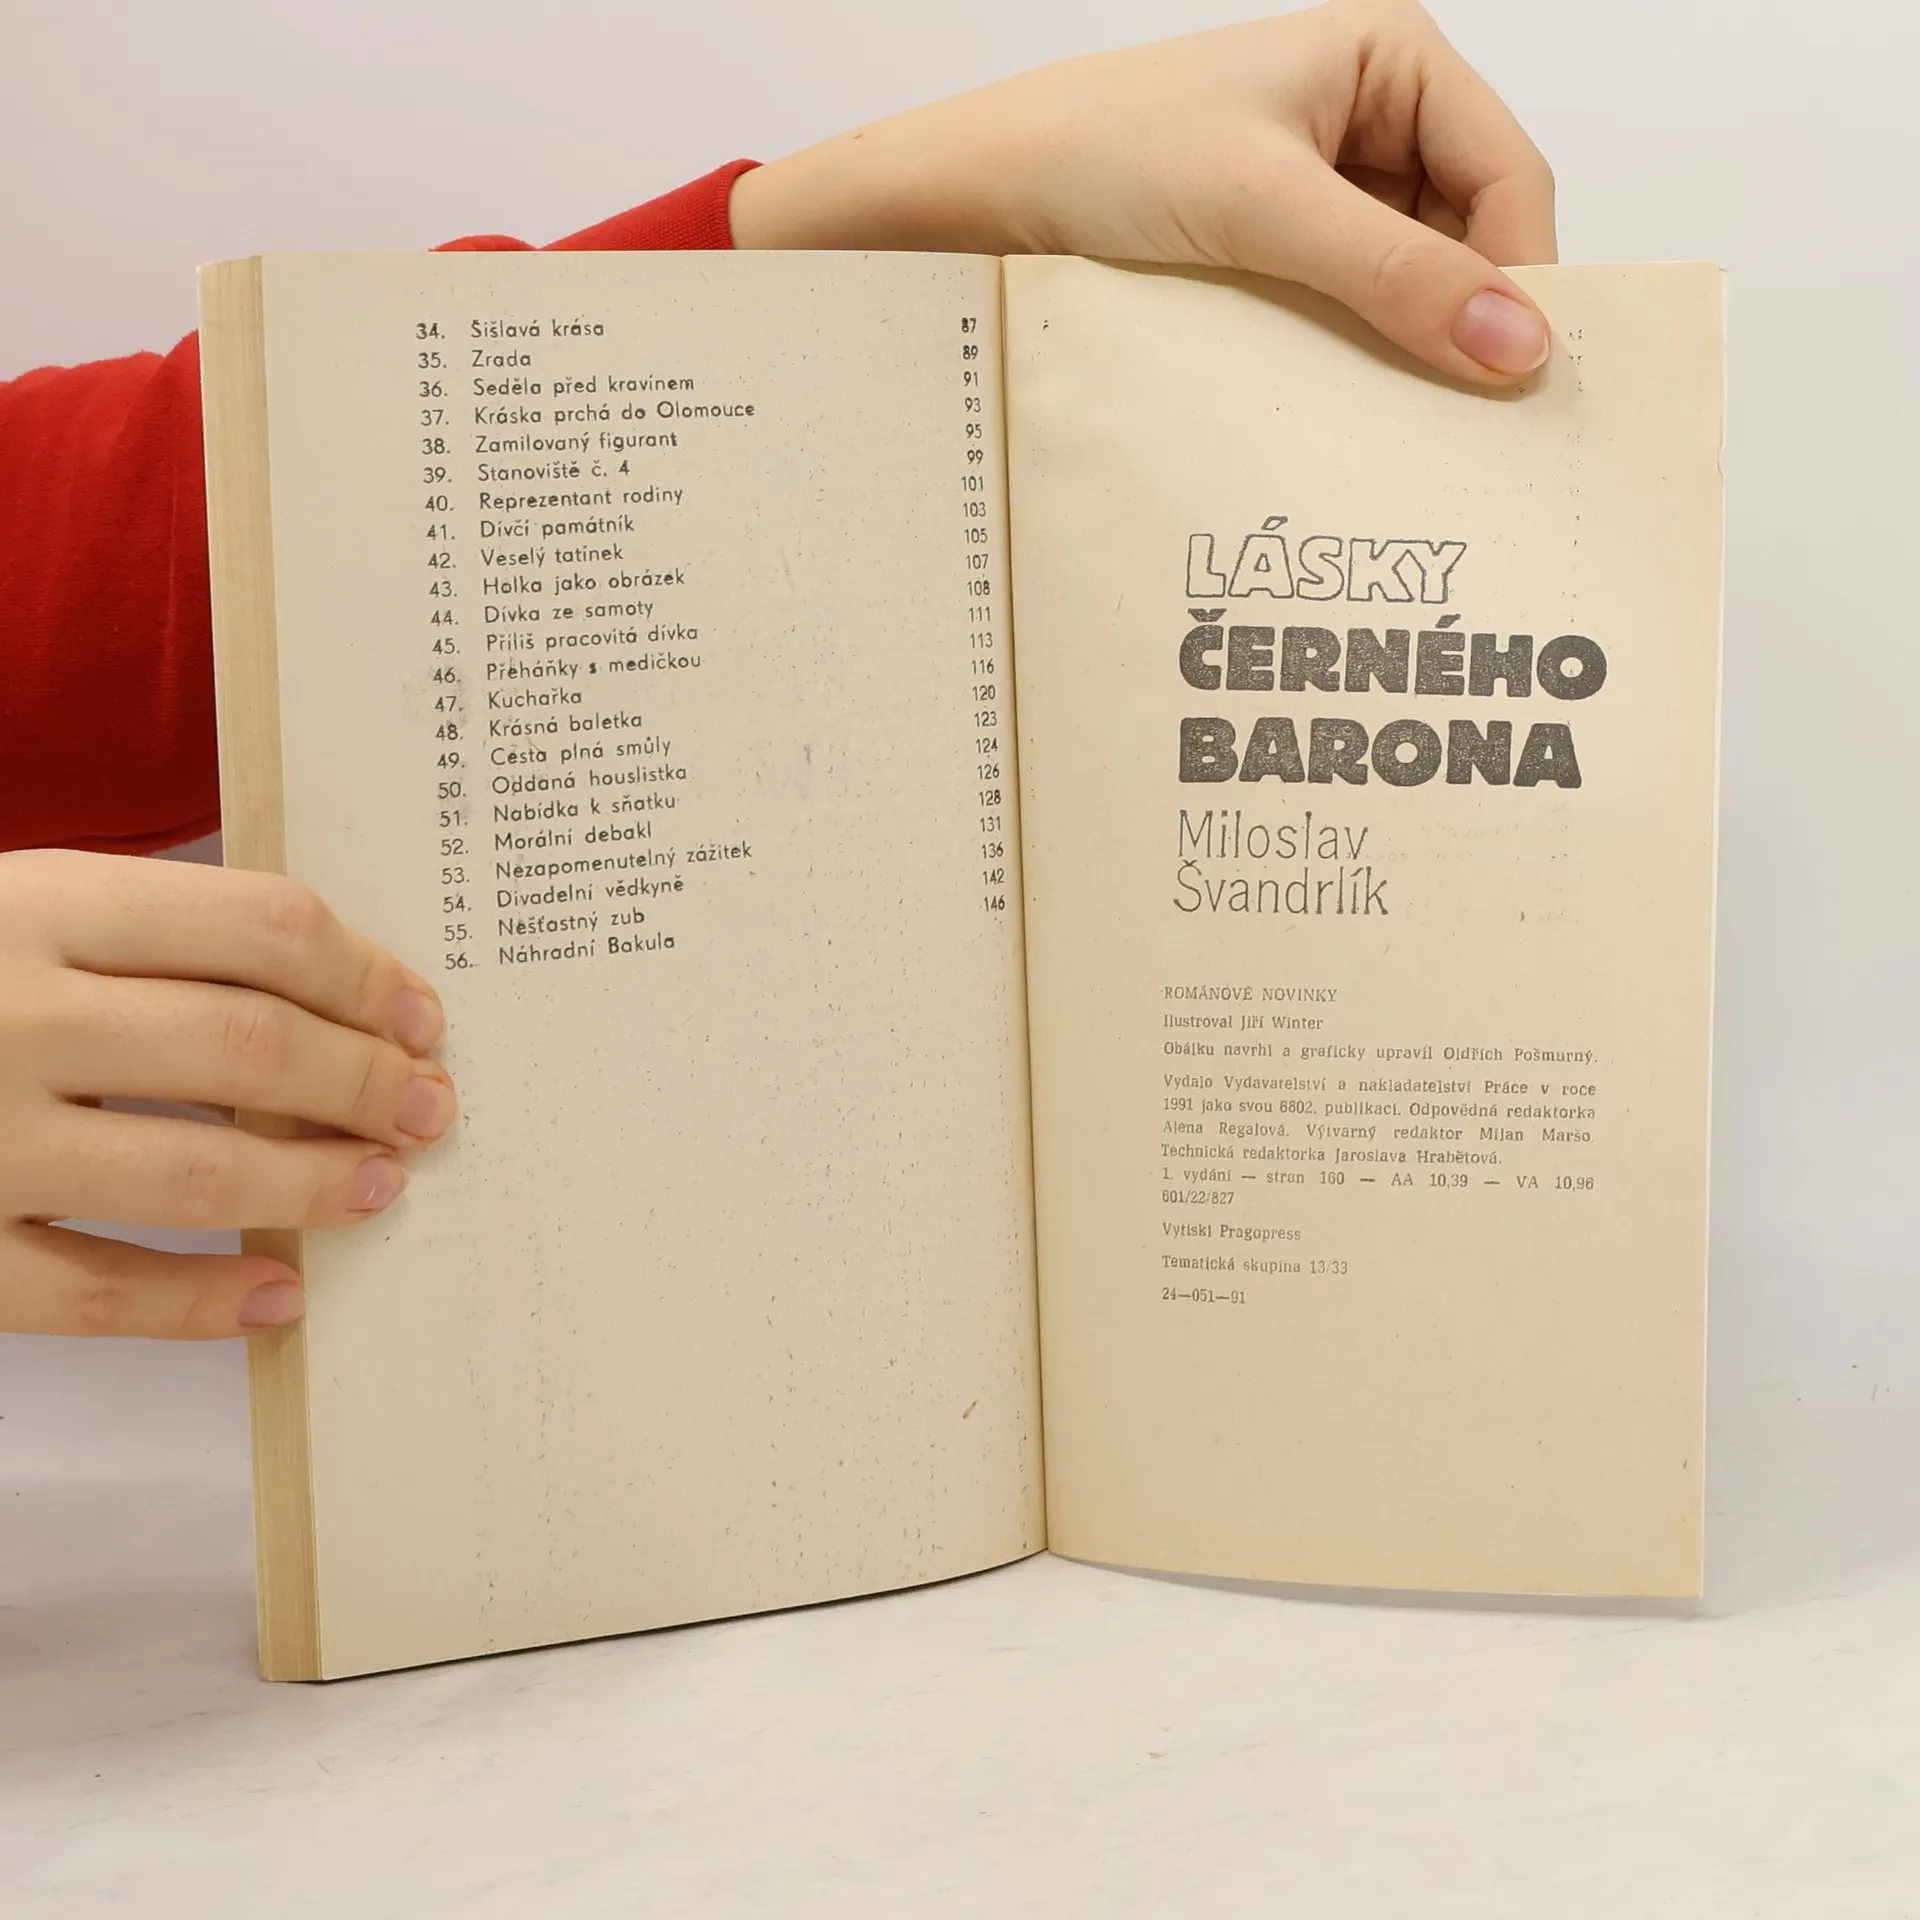 34. Šišlavá krása 87
35. Zrada 89
36. Seděla před kravínem 91
37. Kráska prchá do Olomouce 93
38. Zamilovaný figurant 95
39. Stanoviště č. 4 99
40. Reprezentant rodiny 101
41. Dívčí památník 103
42. Veselý tatínek 105
43. Holka jako obrázek 107
44. Dívka ze samoty 108
45. Příliš pracovitá dívka 111
46. Přeháňky s medičkou 113
47. Kuchařka 116
48. Krásná baletka 120
49. Cesta plná smůly 123
50. Oddaná houslistka 124
51. Nabídka k sňatku 126
52. Morální debakl 128
53. Nezapomenutelný zážitek 131
54. Divadelní vědkyně 136
55. Nešťastný zub 142
56. Náhradní Bakula 146
LÁSKY
ČERNÉHO
BARONA
Miloslav
Švandrlík
ROMÁNOVÉ NOVINKY
Ilustroval Jiří Winter
Obálku navrhl a graficky upravil Oldřich Pošmurný.
Vydalo Vydavatelství a nakladatelství Práce v roce
1991 jako svou 6802. publikaci. Odpovědná redaktorka
Alena Regalová. Výtvarný redaktor Milan Maršo.
Technická redaktorka Jaroslava Hrabětová.
1. vydání — stran 160 — AA 10,39 — VA 10,96
601/22/827
Vytiskl Pragopress
Tematická skupina 13/33
24—051—91